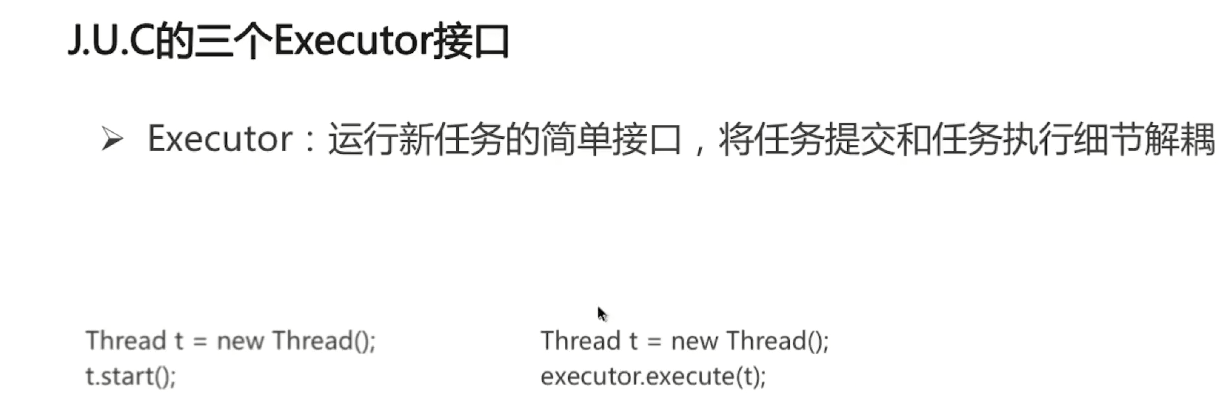 J.U.C的三个Executor接口
➢ Executor：运行新任务的简单接口，将任务提交和任务执行细节解耦
Thread t = new Thread();
t.start();
Thread t = new Thread();
executor.execute(t);